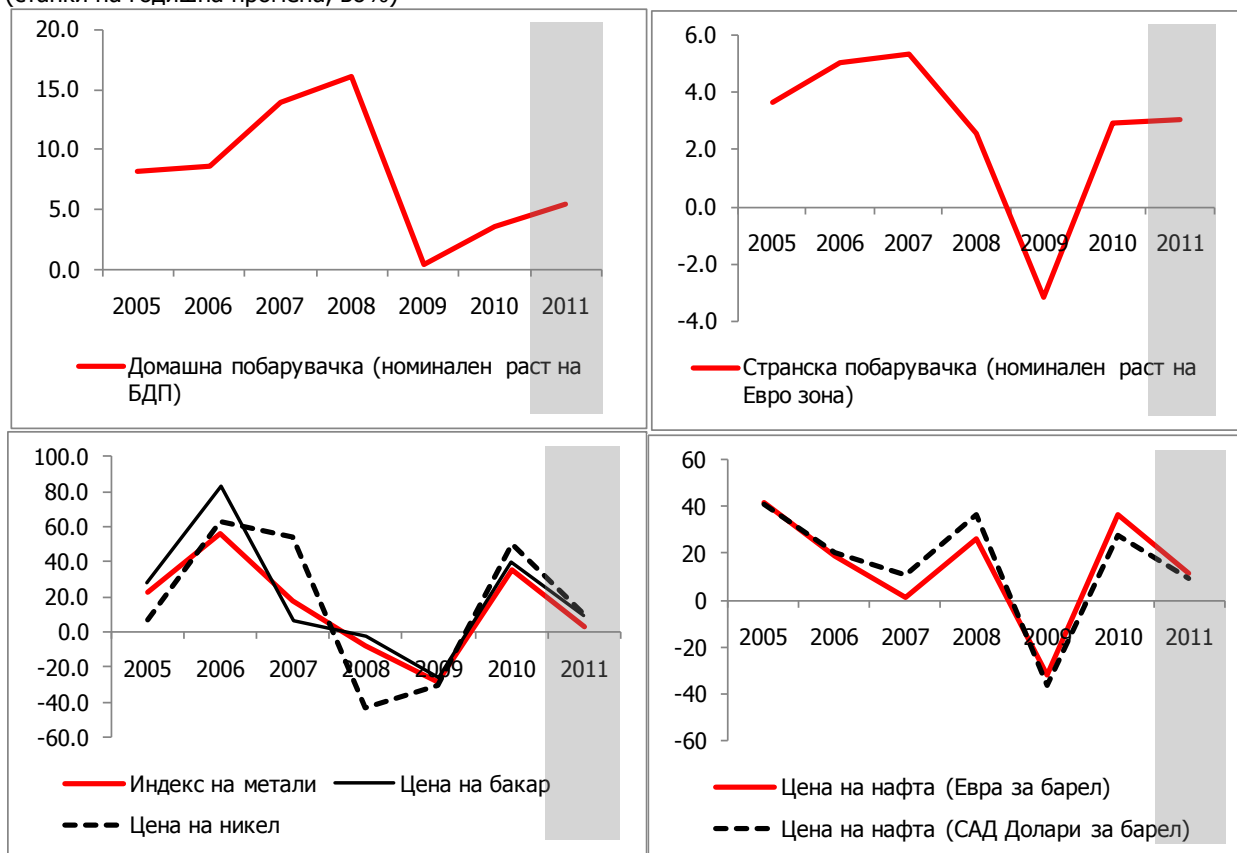 (стапки на годишна промена, во%)
20.0
15.0
10.0
5.0
0.0
2005 2006 2007 2008 2009 2010 2011
Домашна побарувачка (номинален раст на
БДП)
6.0
4.0
2.0
0.0
-2.0
-4.0
2005 2006 2007 2008 2009 2010 2011
Странска побарувачка (номинален раст на
Евро зона)
100.0
80.0
60.0
40.0
20.0
0.0
-20.0
-40.0
-60.0
2005 2006 2007 2008 2009 2010 2011
Индекс на метали Цена на бакар
Цена на никел
60
40
20
0
-20
-40
-60
2005 2006 2007 2008 2009 2010 2011
Цена на нафта (Евра за барел)
Цена на нафта (САД Долари за барел)